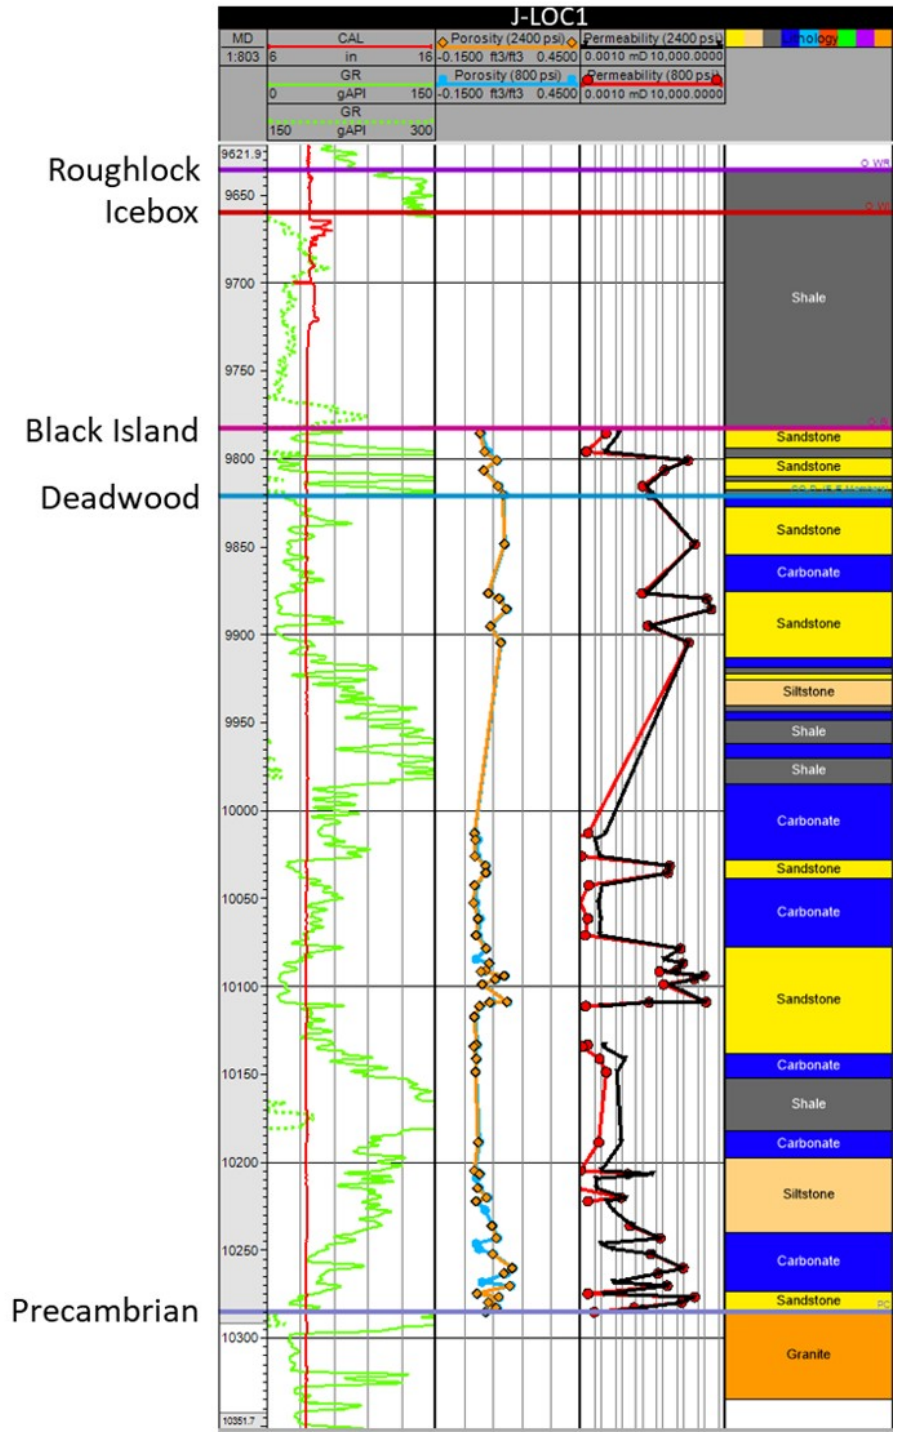 J-LOC1
MD CAL Porosity (2400 psi) Permeability (2400 psi) Lithology
1:803 6 in 16 -0.1500 ft3/ft3 0.4500 0.0010 mD 10,000.0000
GR Porosity (800 psi) Permeability (800 psi)
0 gAPI 150 -0.1500 ft3/ft3 0.4500 0.0010 mD 10,000.0000
GR
150 gAPI 300
9621.9
Roughlock O_WR
9650
Icebox
9700
Shale
9750
Black Island
Sandstone
9800 Sandstone
Deadwood
Sandstone
9850
Carbonate
9900 Sandstone
Siltstone
9950 Shale
Shale
10000 Carbonate
Sandstone
10050 Carbonate
10100 Sandstone
10150 Carbonate
Shale
Carbonate
10200
Siltstone
10250 Carbonate
Sandstone
Precambrian PC
10300
Granite
10351.7